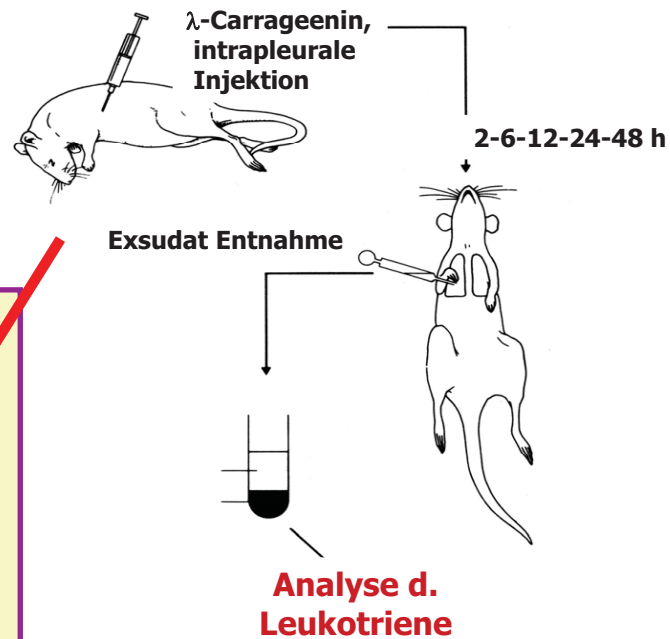 λ-Carrageenin,
intrapleurale
Injektion
2-6-12-24-48 h
Exsudat Entnahme
Analyse d.
Leukotriene